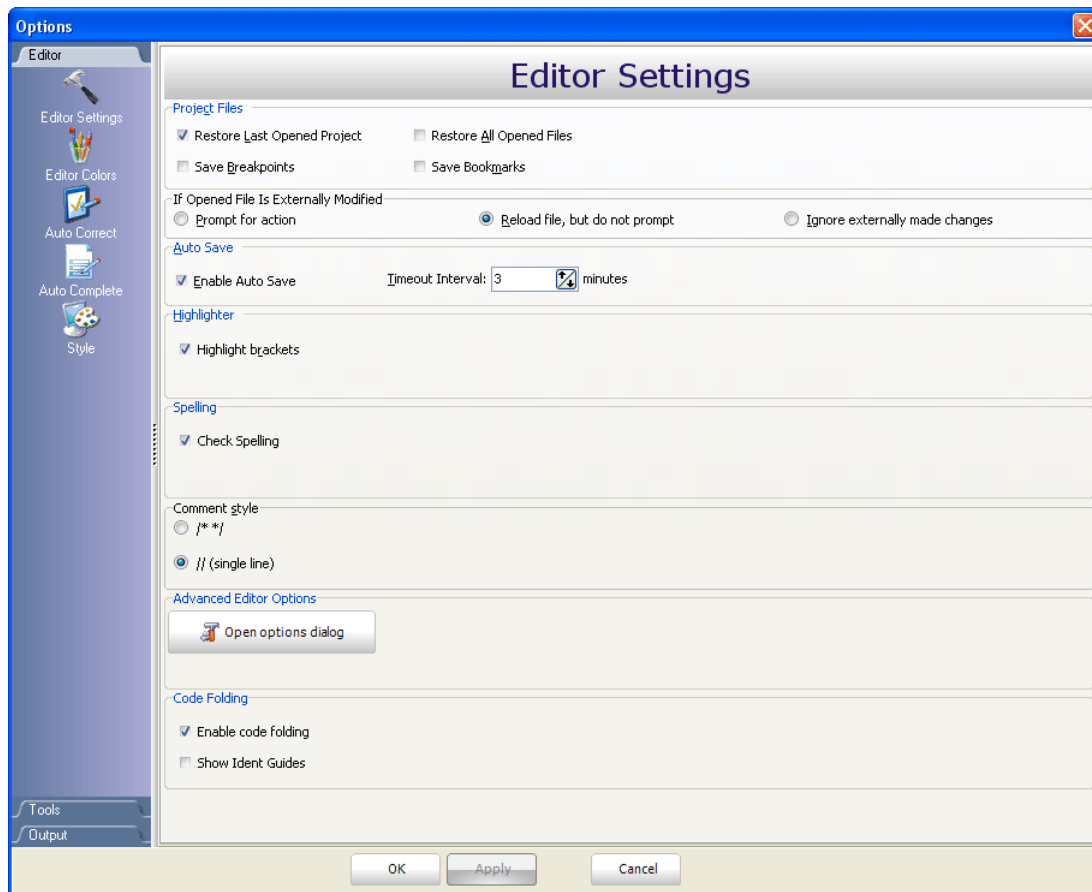 Options
Editor
Editor Settings
Editor Colors
Auto Correct
Auto Complete
Style
Tools
Output
Editor Settings
Project Files
Restore Last Opened Project
Restore All Opened Files
Save Breakpoints
Save Bookmarks
If Opened File Is Externally Modified
Prompt for action
Reload file, but do not prompt
Ignore externally made changes
Auto Save
Enable Auto Save
Timeout Interval: 3 minutes
Highlighter
Highlight brackets
Spelling
Check Spelling
Comment style
/* */
// (single line)
Advanced Editor Options
Open options dialog
Code Folding
Enable code folding
Show Ident Guides
OK
Apply
Cancel